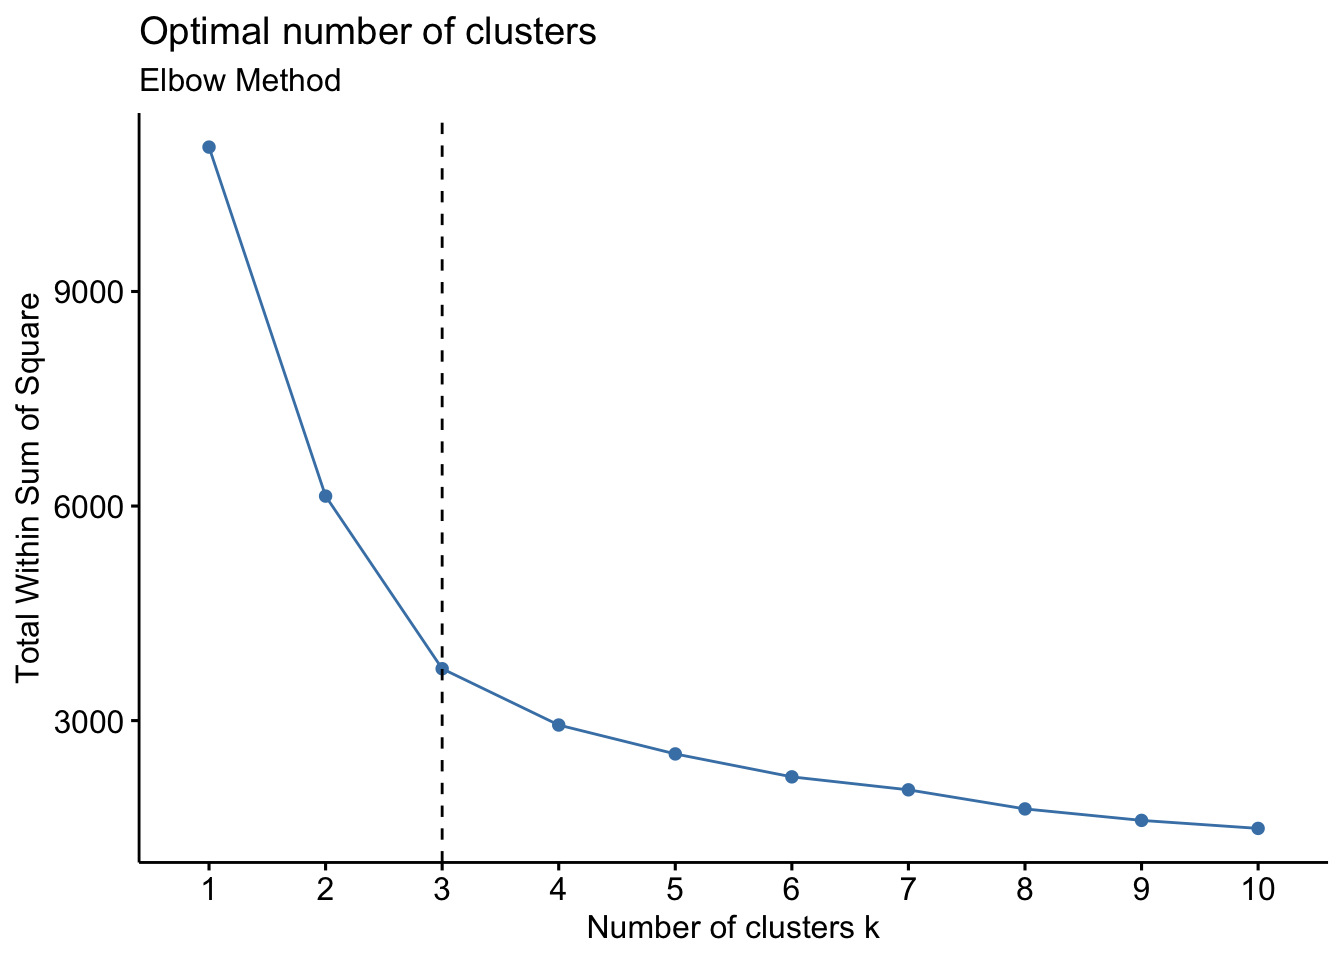 Optimal number of clusters
Elbow Method
Total Within Sum of Square
9000
6000
3000
1 2 3 4 5 6 7 8 9 10
Number of clusters k